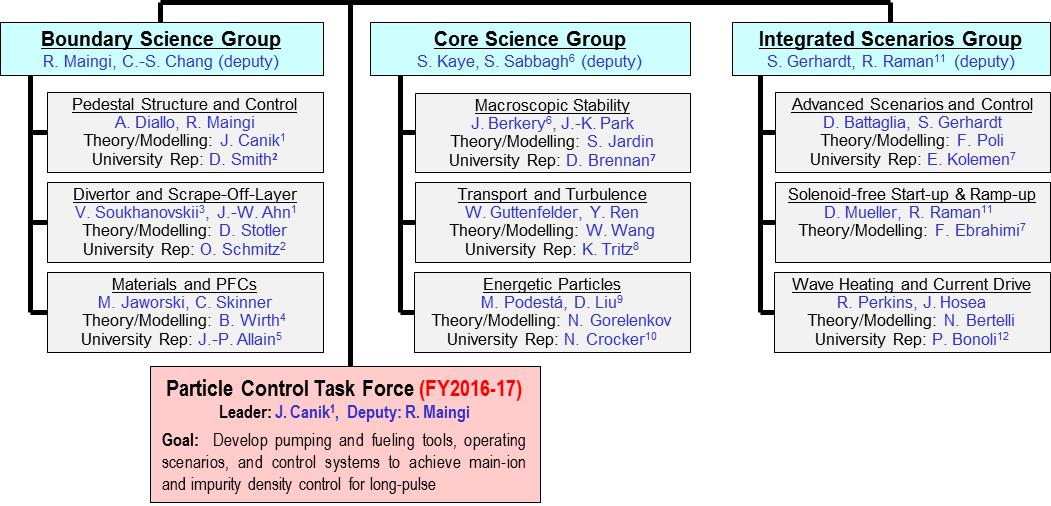 Boundary Science Group
R. Maingi, C.-S. Chang (deputy)
Pedestal Structure and Control
A. Diallo, R. Maingi
Theory/Modelling: J. Canik¹
University Rep: D. Smith²
Divertor and Scrape-Off-Layer
V. Soukhanovskii³, J.-W. Ahn¹
Theory/Modelling: D. Stotler
University Rep: O. Schmitz²
Materials and PFCs
M. Jaworski, C. Skinner
Theory/Modelling: B. Wirth⁴
University Rep: J.-P. Allain⁵
Core Science Group
S. Kaye, S. Sabbagh⁶ (deputy)
Macroscopic Stability
J. Berkery⁶, J.-K. Park
Theory/Modelling: S. Jardin
University Rep: D. Brennan⁷
Transport and Turbulence
W. Guttenfelder, Y. Ren
Theory/Modelling: W. Wang
University Rep: K. Tritz⁸
Energetic Particles
M. Podestá, D. Liu⁹
Theory/Modelling: N. Gorelenkov
University Rep: N. Crocker¹⁰
Integrated Scenarios Group
S. Gerhardt, R. Raman¹¹ (deputy)
Advanced Scenarios and Control
D. Battaglia, S. Gerhardt
Theory/Modelling: F. Poli
University Rep: E. Kolemen⁷
Solenoid-free Start-up & Ramp-up
D. Mueller, R. Raman¹¹
Theory/Modelling: F. Ebrahimi⁷
Wave Heating and Current Drive
R. Perkins, J. Hosea
Theory/Modelling: N. Bertelli
University Rep: P. Bonoli¹²
Particle Control Task Force (FY2016-17)
Leader: J. Canik¹, Deputy: R. Maingi
Goal: Develop pumping and fueling tools, operating
scenarios, and control systems to achieve main-ion
and impurity density control for long-pulse